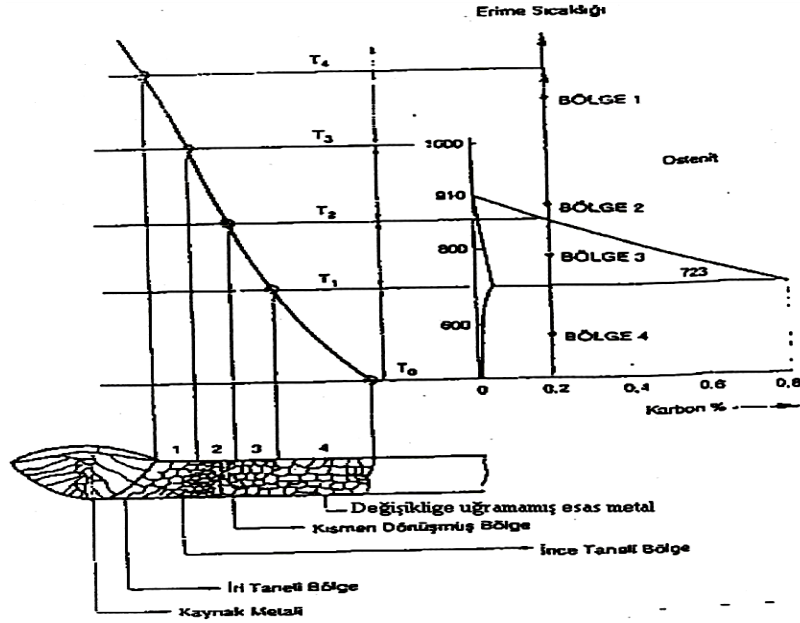 Erime Sıcaklığı
T4
BÖLGE 1
T3
1000
Ostenit
910
T2
BÖLGE 2
800
BÖLGE 3
723
T1
600
BÖLGE 4
T0
0 0.2 0.4 0.6 0.8
Karbon %
1 2 3 4
Değişiklige uğramamış esas metal
Kısmen Dönüşmüş Bölge
İnce Taneli Bölge
İri Taneli Bölge
Kaynak Metali